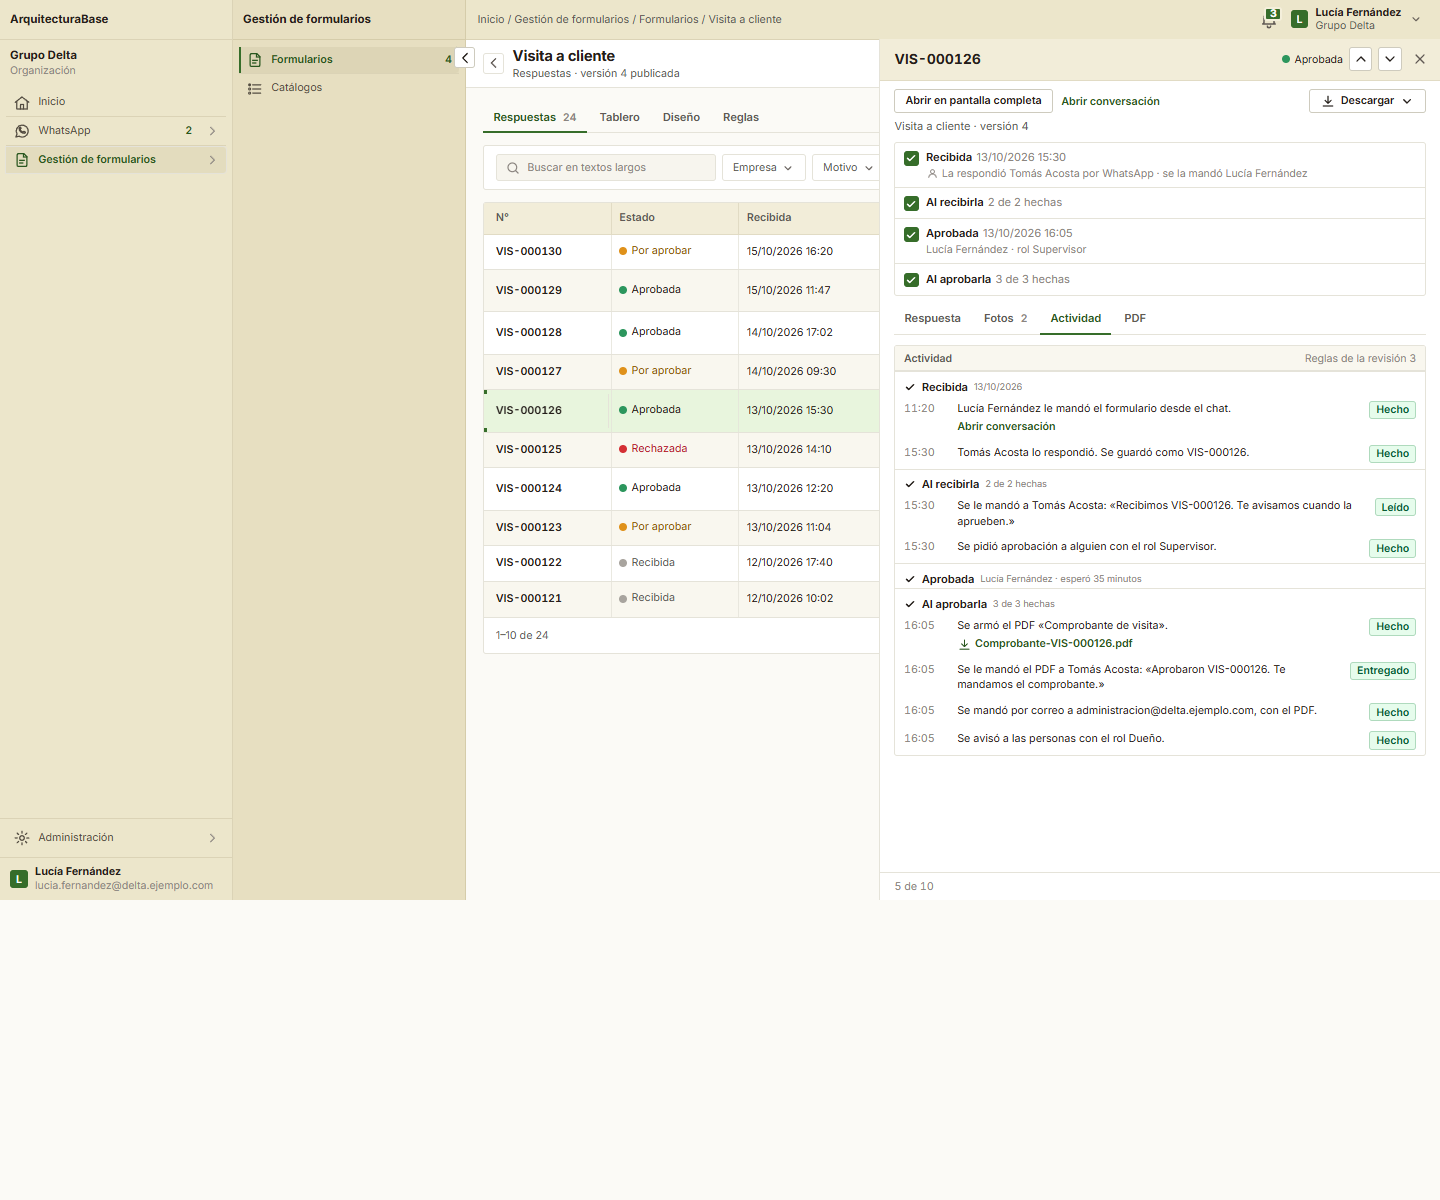 ArquitecturaBase
Grupo Delta
Organización
Inicio
WhatsApp 2
Gestión de formularios
Administración
L
Lucía Fernández
lucia.fernandez@delta.ejemplo.com
Gestión de formularios
Formularios 4
Catálogos
Inicio / Gestión de formularios / Formularios / Visita a cliente
3
L
Lucía Fernández
Grupo Delta
Visita a cliente
Respuestas · versión 4 publicada
Respuestas 24 Tablero Diseño Reglas
Buscar en textos largos Empresa Motivo
Nº Estado Recibida
VIS-000130 Por aprobar 15/10/2026 16:20
VIS-000129 Aprobada 15/10/2026 11:47
VIS-000128 Aprobada 14/10/2026 17:02
VIS-000127 Por aprobar 14/10/2026 09:30
VIS-000126 Aprobada 13/10/2026 15:30
VIS-000125 Rechazada 13/10/2026 14:10
VIS-000124 Aprobada 13/10/2026 12:20
VIS-000123 Por aprobar 13/10/2026 11:04
VIS-000122 Recibida 12/10/2026 17:40
VIS-000121 Recibida 12/10/2026 10:02
1–10 de 24
VIS-000126 Aprobada
Abrir en pantalla completa Abrir conversación Descargar
Visita a cliente · versión 4
Recibida 13/10/2026 15:30
La respondió Tomás Acosta por WhatsApp · se la mandó Lucía Fernández
Al recibirla 2 de 2 hechas
Aprobada 13/10/2026 16:05
Lucía Fernández · rol Supervisor
Al aprobarla 3 de 3 hechas
Respuesta Fotos 2 Actividad PDF
Actividad Reglas de la revisión 3
Recibida 13/10/2026
11:20 Lucía Fernández le mandó el formulario desde el chat. Hecho
Abrir conversación
15:30 Tomás Acosta lo respondió. Se guardó como VIS-000126. Hecho
Al recibirla 2 de 2 hechas
15:30 Se le mandó a Tomás Acosta: «Recibimos VIS-000126. Te avisamos cuando la Leído
aprueben.»
15:30 Se pidió aprobación a alguien con el rol Supervisor. Hecho
Aprobada Lucía Fernández · esperó 35 minutos
Al aprobarla 3 de 3 hechas
16:05 Se armó el PDF «Comprobante de visita». Hecho
Comprobante-VIS-000126.pdf
16:05 Se le mandó el PDF a Tomás Acosta: «Aprobaron VIS-000126. Te Entregado
mandamos el comprobante.»
16:05 Se mandó por correo a administracion@delta.ejemplo.com, con el PDF. Hecho
16:05 Se avisó a las personas con el rol Dueño. Hecho
5 de 10